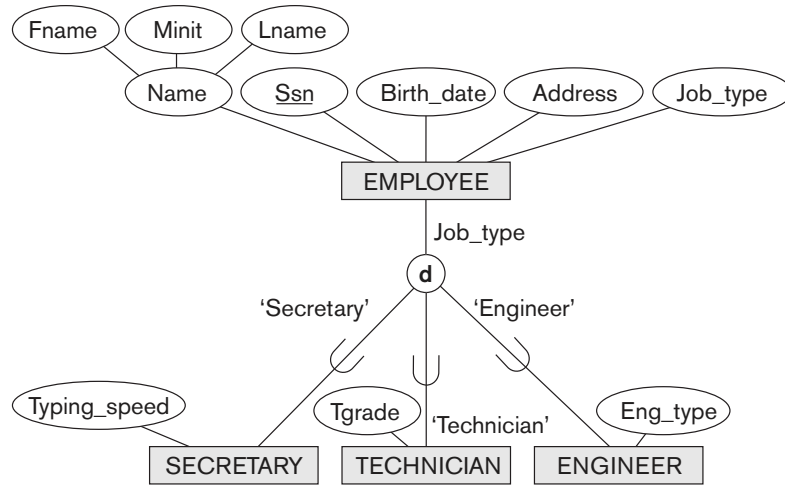 Fname Minit Lname
Name Ssn Birth_date Address Job_type
EMPLOYEE
Job_type
d
‘Secretary’ ‘Engineer’
Typing_speed Tgrade ‘Technician’ Eng_type
SECRETARY TECHNICIAN ENGINEER